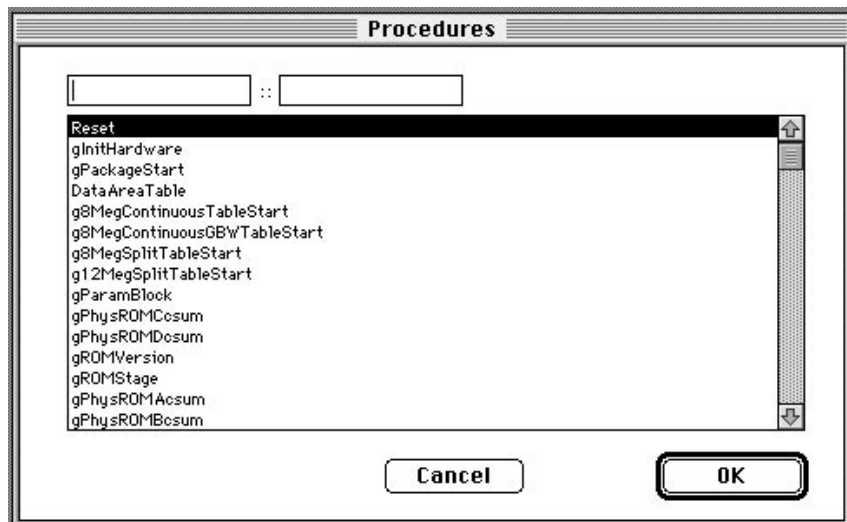 Procedures
::
Reset
gInitHardware
gPackageStart
DataAreaTable
g8MegContinuousTableStart
g8MegContinuousGBWTableStart
g8MegSplitTableStart
g12MegSplitTableStart
gParamBlock
gPhysROMCcsum
gPhysROMDcsum
gROMVersion
gROMStage
gPhysROMAcsum
gPhysROMBcsum
Cancel OK